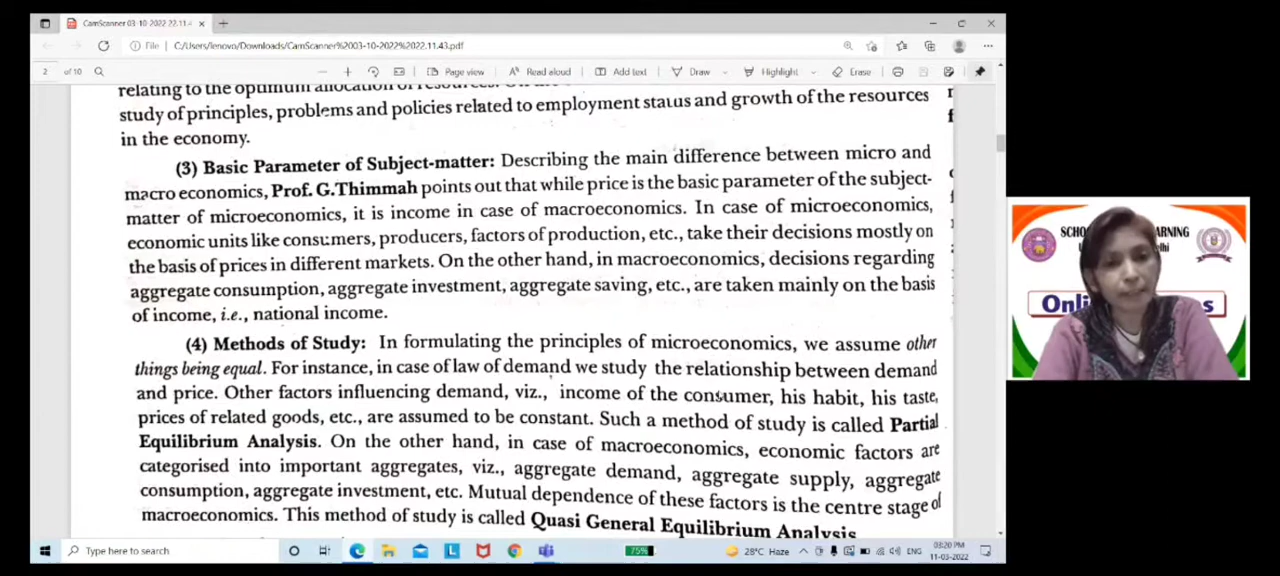 CamScanner 03-10-2022 22.11.4
File
C:/Users/lenovo/Downloads/CamScanner%2003-10-2022%2022.11.43.pdf
2 of 10
Page view
Read aloud
Add text
Draw
Highlight
Erase
relating to the optimum allocation of resources.
study of principles, problems and policies related to employment status and growth of the resources
in the economy.
(3) Basic Parameter of Subject-matter: Describing the main difference between micro and
macro economics, Prof. G.Thimmah points out that while price is the basic parameter of the subject-
matter of microeconomics, it is income in case of macroeconomics. In case of microeconomics,
economic units like consumers, producers, factors of production, etc., take their decisions mostly on
the basis of prices in different markets. On the other hand, in macroeconomics, decisions regarding
aggregate consumption, aggregate investment, aggregate saving, etc., are taken mainly on the basis
of income, i.e., national income.
(4) Methods of Study: In formulating the principles of microeconomics, we assume other
things being equal. For instance, in case of law of demand we study the relationship between demand
and price. Other factors influencing demand, viz., income of the consumer, his habit, his taste,
prices of related goods, etc., are assumed to be constant. Such a method of study is called Partial
Equilibrium Analysis. On the other hand, in case of macroeconomics, economic factors are
categorised into important aggregates, viz., aggregate demand, aggregate supply, aggregate
consumption, aggregate investment, etc. Mutual dependence of these factors is the centre stage of
macroeconomics. This method of study is called Quasi General Equilibrium Analysis
SCHO
ARNING
elhi
Onli
s
Type here to search
75%
28°C Haze
ENG
03:20 PM
11-03-2022